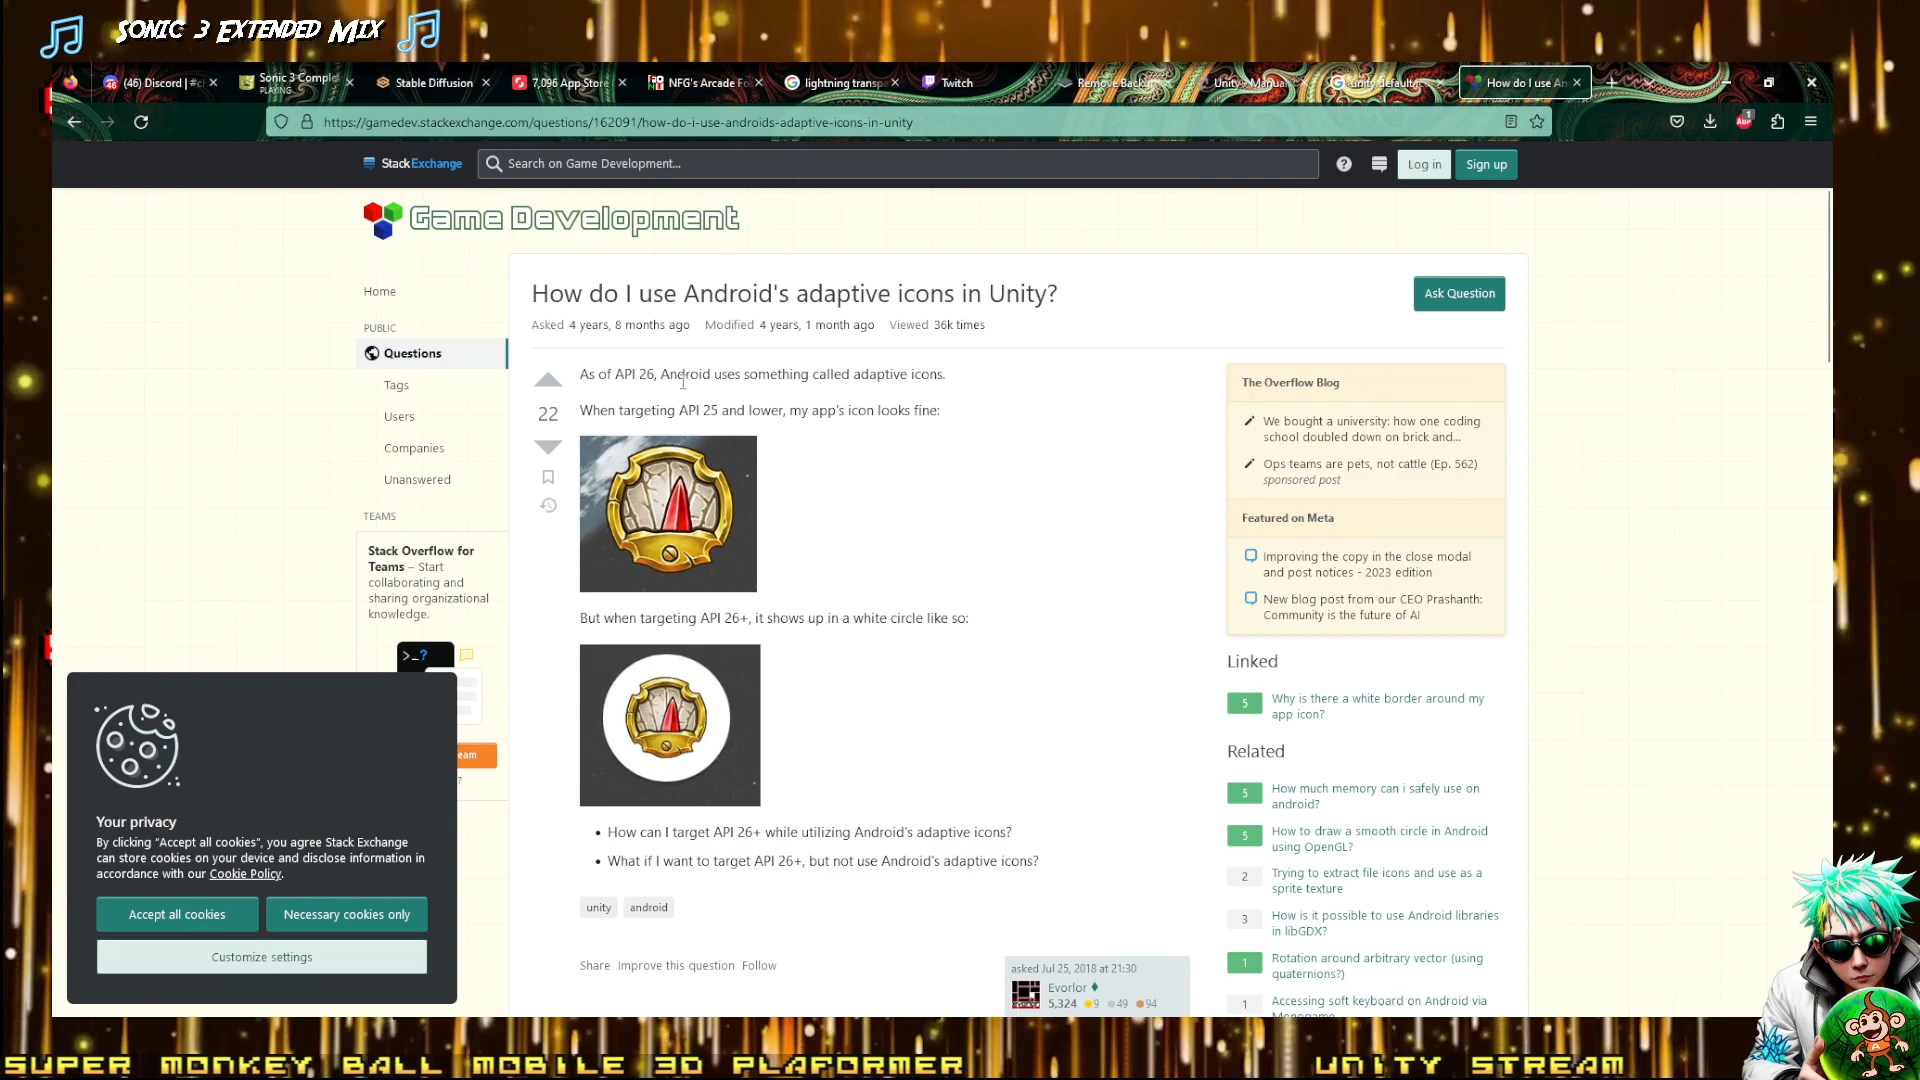 Sonic 3 Extended Mix
(46) Discord | #cl
Sonic 3 Comple
PLAYING
Stable Diffusion
7,096 App Store
NFG's Arcade Fo
lightning transp
Twitch
Remove Backg
Unity - Manual
unity default
How do I use An
https://gamedev.stackexchange.com/questions/162091/how-do-i-use-androids-adaptive-icons-in-unity
StackExchange
Search on Game Development...
Log in
Sign up
Game Development
Home
PUBLIC
Questions
Tags
Users
Companies
Unanswered
TEAMS
Stack Overflow for
Teams – Start
collaborating and
sharing organizational
knowledge.
>_?
eam
?
How do I use Android's adaptive icons in Unity?
Ask Question
Asked 4 years, 8 months ago Modified 4 years, 1 month ago Viewed 36k times
22
As of API 26, Android uses something called adaptive icons.
When targeting API 25 and lower, my app's icon looks fine:
But when targeting API 26+, it shows up in a white circle like so:
• How can I target API 26+ while utilizing Android's adaptive icons?
• What if I want to target API 26+, but not use Android's adaptive icons?
unity
android
Share Improve this question Follow
asked Jul 25, 2018 at 21:30
Evorlor
5,324 9 49 94
The Overflow Blog
We bought a university: how one coding
school doubled down on brick and...
Ops teams are pets, not cattle (Ep. 562)
sponsored post
Featured on Meta
Improving the copy in the close modal
and post notices - 2023 edition
New blog post from our CEO Prashanth:
Community is the future of AI
Linked
5 Why is there a white border around my
app icon?
Related
5 How much memory can i safely use on
android?
5 How to draw a smooth circle in Android
using OpenGL?
2 Trying to extract file icons and use as a
sprite texture
3 How is it possible to use Android libraries
in libGDX?
1 Rotation around arbitrary vector (using
quaternions?)
1 Accessing soft keyboard on Android via
Monogame
Your privacy
By clicking “Accept all cookies”, you agree Stack Exchange
can store cookies on your device and disclose information in
accordance with our Cookie Policy.
Accept all cookies
Necessary cookies only
Customize settings
SUPER MONKEY BALL MOBILE 3D PLAFORMER
UNITY STREAM